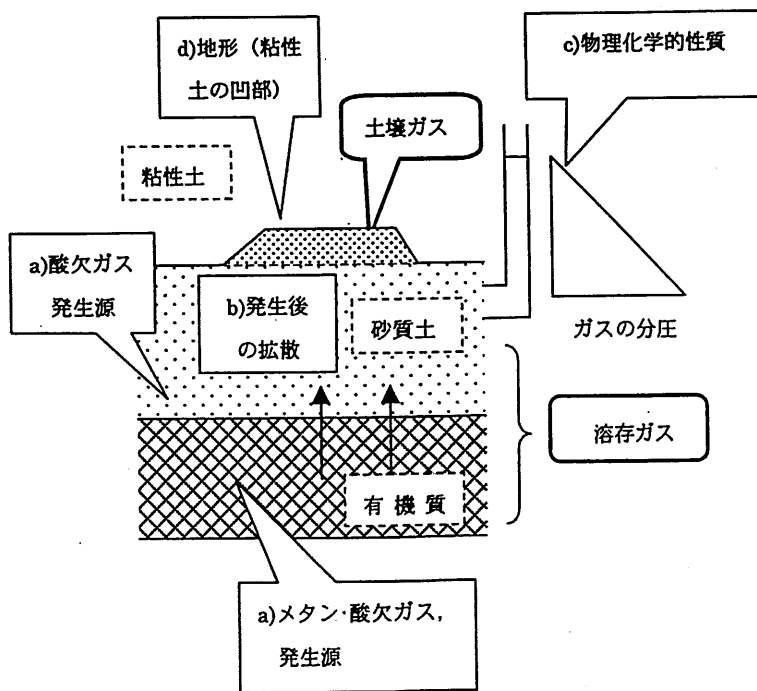 d)地形（粘性
土の凹部）
c)物理化学的性質
土壌ガス
粘性土
a)酸欠ガス
発生源
b)発生後
の拡散
砂質土
ガスの分圧
溶存ガス
有機質
a)メタン·酸欠ガス,
発生源